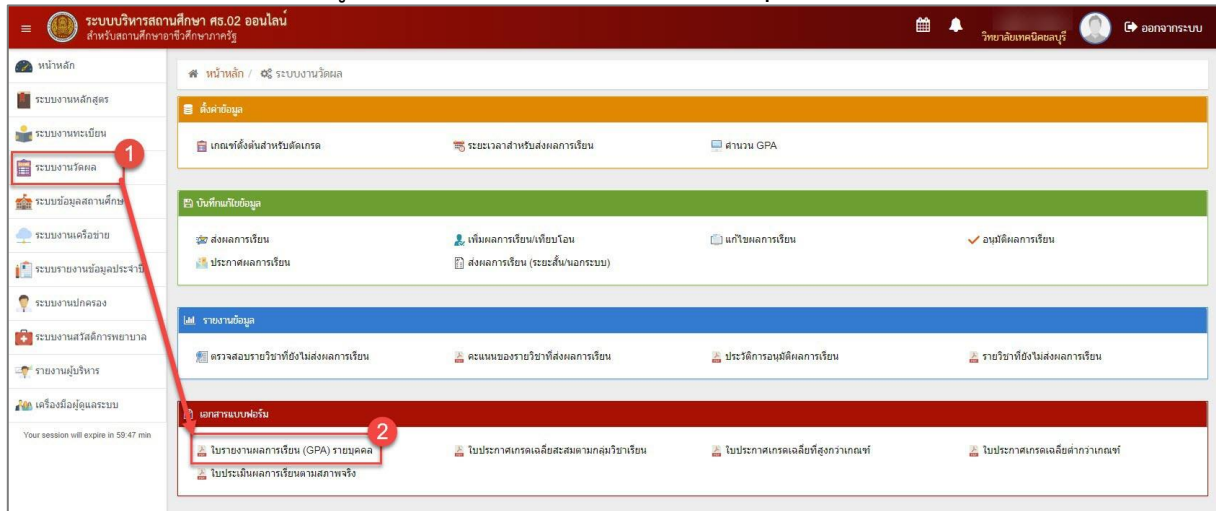 ระบบบริหารสถานศึกษา ศธ.02 ออนไลน์
สำหรับสถานศึกษาอาชีวศึกษาภาครัฐ
วิทยาลัยเทคนิคชลบุรี
ออกจากระบบ
หน้าหลัก
ระบบงานหลักสูตร
ระบบงานทะเบียน
1
ระบบงานวัดผล
ระบบข้อมูลสถานศึกษ
ระบบงานเครือข่าย
ระบบรายงานข้อมูลประจำปี
ระบบงานปกครอง
ระบบงานสวัสดิการพยาบาล
รายงานผู้บริหาร
เครื่องมือผู้ดูแลระบบ
Your session will expire in 59:47 min
หน้าหลัก / ระบบงานวัดผล
ตั้งค่าข้อมูล
เกณฑ์ตั้งต้นสำหรับตัดเกรด ระยะเวลาสำหรับส่งผลการเรียน คำนวน GPA
บันทึกแก้ไขข้อมูล
ส่งผลการเรียน เพิ่มผลการเรียน/เทียบโอน แก้ไขผลการเรียน อนุมัติผลการเรียน
ประกาศผลการเรียน ส่งผลการเรียน (ระยะสั้น/นอกระบบ)
รายงานข้อมูล
ตรวจสอบรายวิชาที่ยังไม่ส่งผลการเรียน คะแนนของรายวิชาที่ส่งผลการเรียน ประวัติการอนุมัติผลการเรียน รายวิชาที่ยังไม่ส่งผลการเรียน
เอกสารแบบฟอร์ม
2
ใบรายงานผลการเรียน (GPA) รายบุคคล ใบประกาศเกรดเฉลี่ยสะสมตามกลุ่มวิชาเรียน ใบประกาศเกรดเฉลี่ยที่สูงกว่าเกณฑ์ ใบประกาศเกรดเฉลี่ยต่ำกว่าเกณฑ์
ใบประเมินผลการเรียนตามสภาพจริง